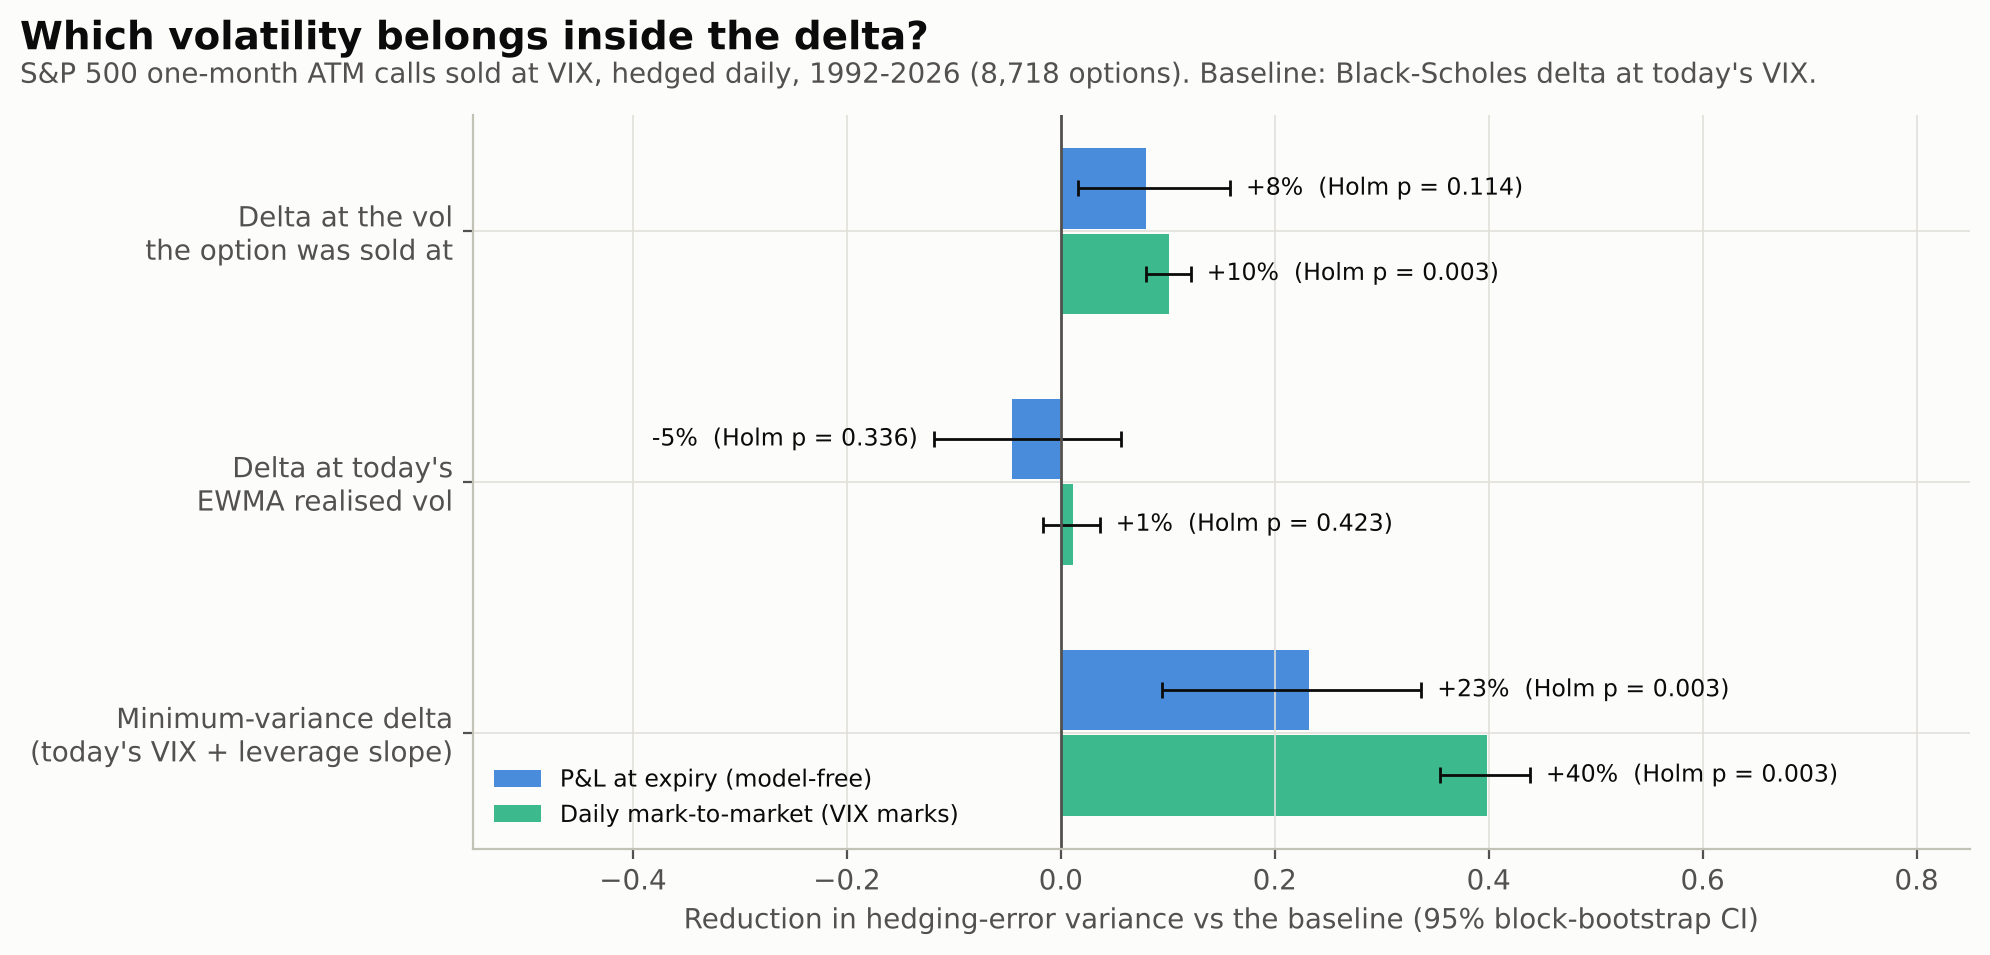 Which volatility belongs inside the delta?
S&P 500 one-month ATM calls sold at VIX, hedged daily, 1992-2026 (8,718 options). Baseline: Black-Scholes delta at today's VIX.
Delta at the vol
the option was sold at
+8%  (Holm p = 0.114)
+10%  (Holm p = 0.003)
Delta at today's
EWMA realised vol
-5%  (Holm p = 0.336)
+1%  (Holm p = 0.423)
Minimum-variance delta
(today's VIX + leverage slope)
+23%  (Holm p = 0.003)
+40%  (Holm p = 0.003)
P&L at expiry (model-free)
Daily mark-to-market (VIX marks)
−0.4 −0.2 0.0 0.2 0.4 0.6 0.8
Reduction in hedging-error variance vs the baseline (95% block-bootstrap CI)